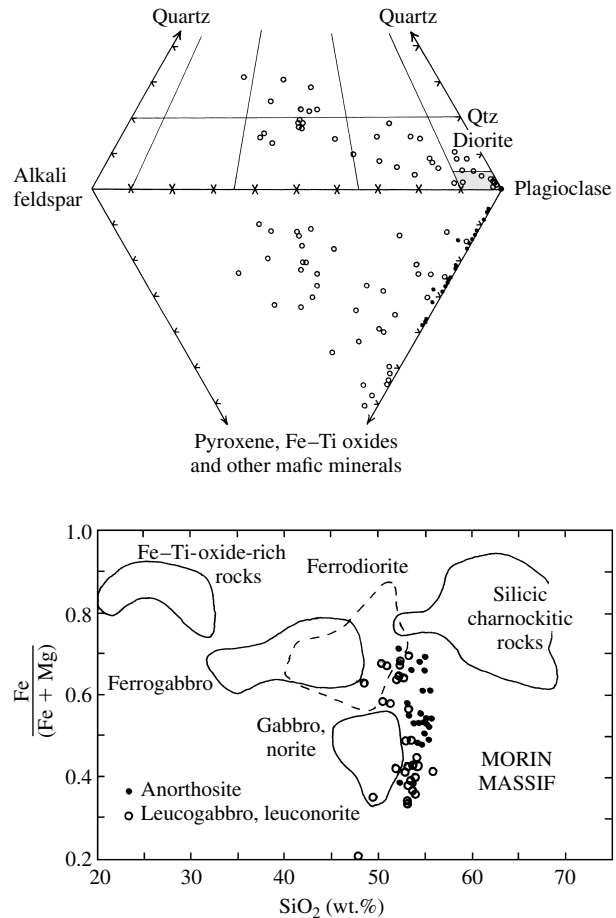 Quartz
Quartz
Qtz
Diorite
Alkali
feldspar
Plagioclase
Pyroxene, Fe–Ti oxides
and other mafic minerals
1.0
0.8
0.6
0.4
0.2
Fe
(Fe + Mg)
Fe–Ti-oxide-rich
rocks
Ferrodiorite
Silicic
charnockitic
rocks
Ferrogabbro
Gabbro,
norite
MORIN
MASSIF
Anorthosite
Leucogabbro, leuconorite
20
30
40
50
60
70
SiO₂ (wt.%)